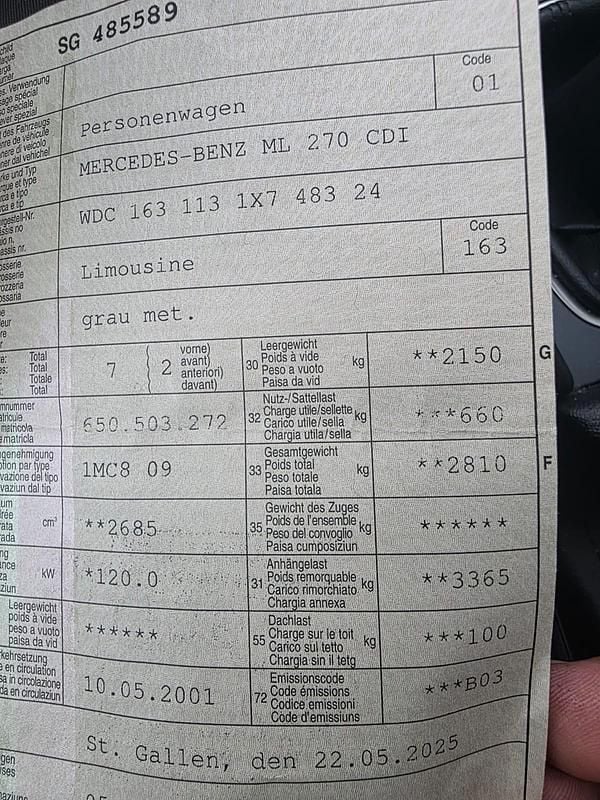 SG 485589
Code
Personenwagen 01
MERCEDES-BENZ ML 270 CDI
WDC 163 113 1X7 483 24
Code
Limousine 163
grau met.
Total
Total
Totale
Total
7 2
vorne)
avant)
anteriori)
davant)
30 Leergewicht
Poids à vide kg
Peso a vuoto
Paisa da vid
**2150 G
650.503.272
32 Nutz-/Sattellast
Charge utile/sellette kg
Carico utile/sella
Chargia utila/sella
***660
1MC8 09
33 Gesamtgewicht
Poids total kg
Peso totale
Paisa totala
**2810 F
cm³ **2685
35 Gewicht des Zuges
Poids de l'ensemble kg
Peso del convoglio
Paisa cumposiziun
******
kW *120.0
31 Anhängelast
Poids remorquable kg
Carico rimorchiato
Chargia annexa
**3365
Leergewicht
poids à vide
peso a vuoto
paisa da vid
******
55 Dachlast
Charge sur le toit kg
Carico sul tetto
Chargia sin il tetg
***100
10.05.2001
72 Emissionscode
Code émissions
Codice emissioni
Code d'emissiuns
***B03
St. Gallen, den 22.05.2025